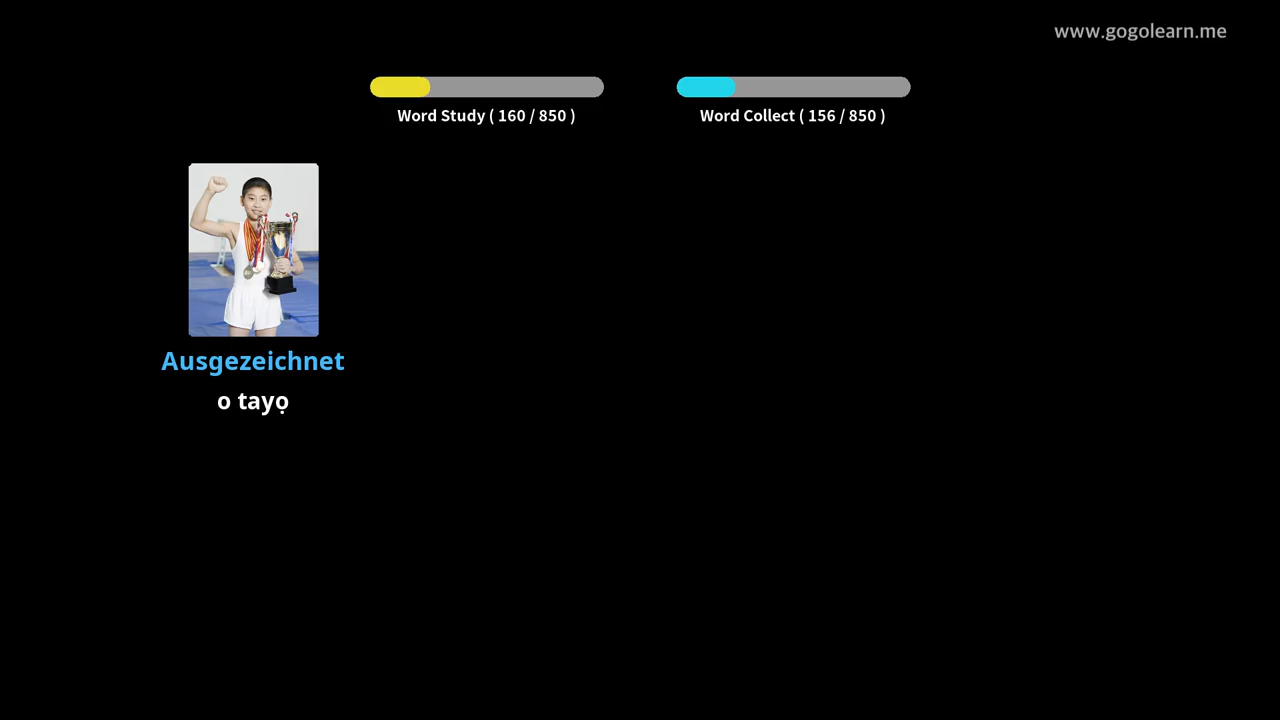 www.gogolearn.me
Word Study ( 160 / 850 )
Word Collect ( 156 / 850 )
Ausgezeichnet
o tayọ